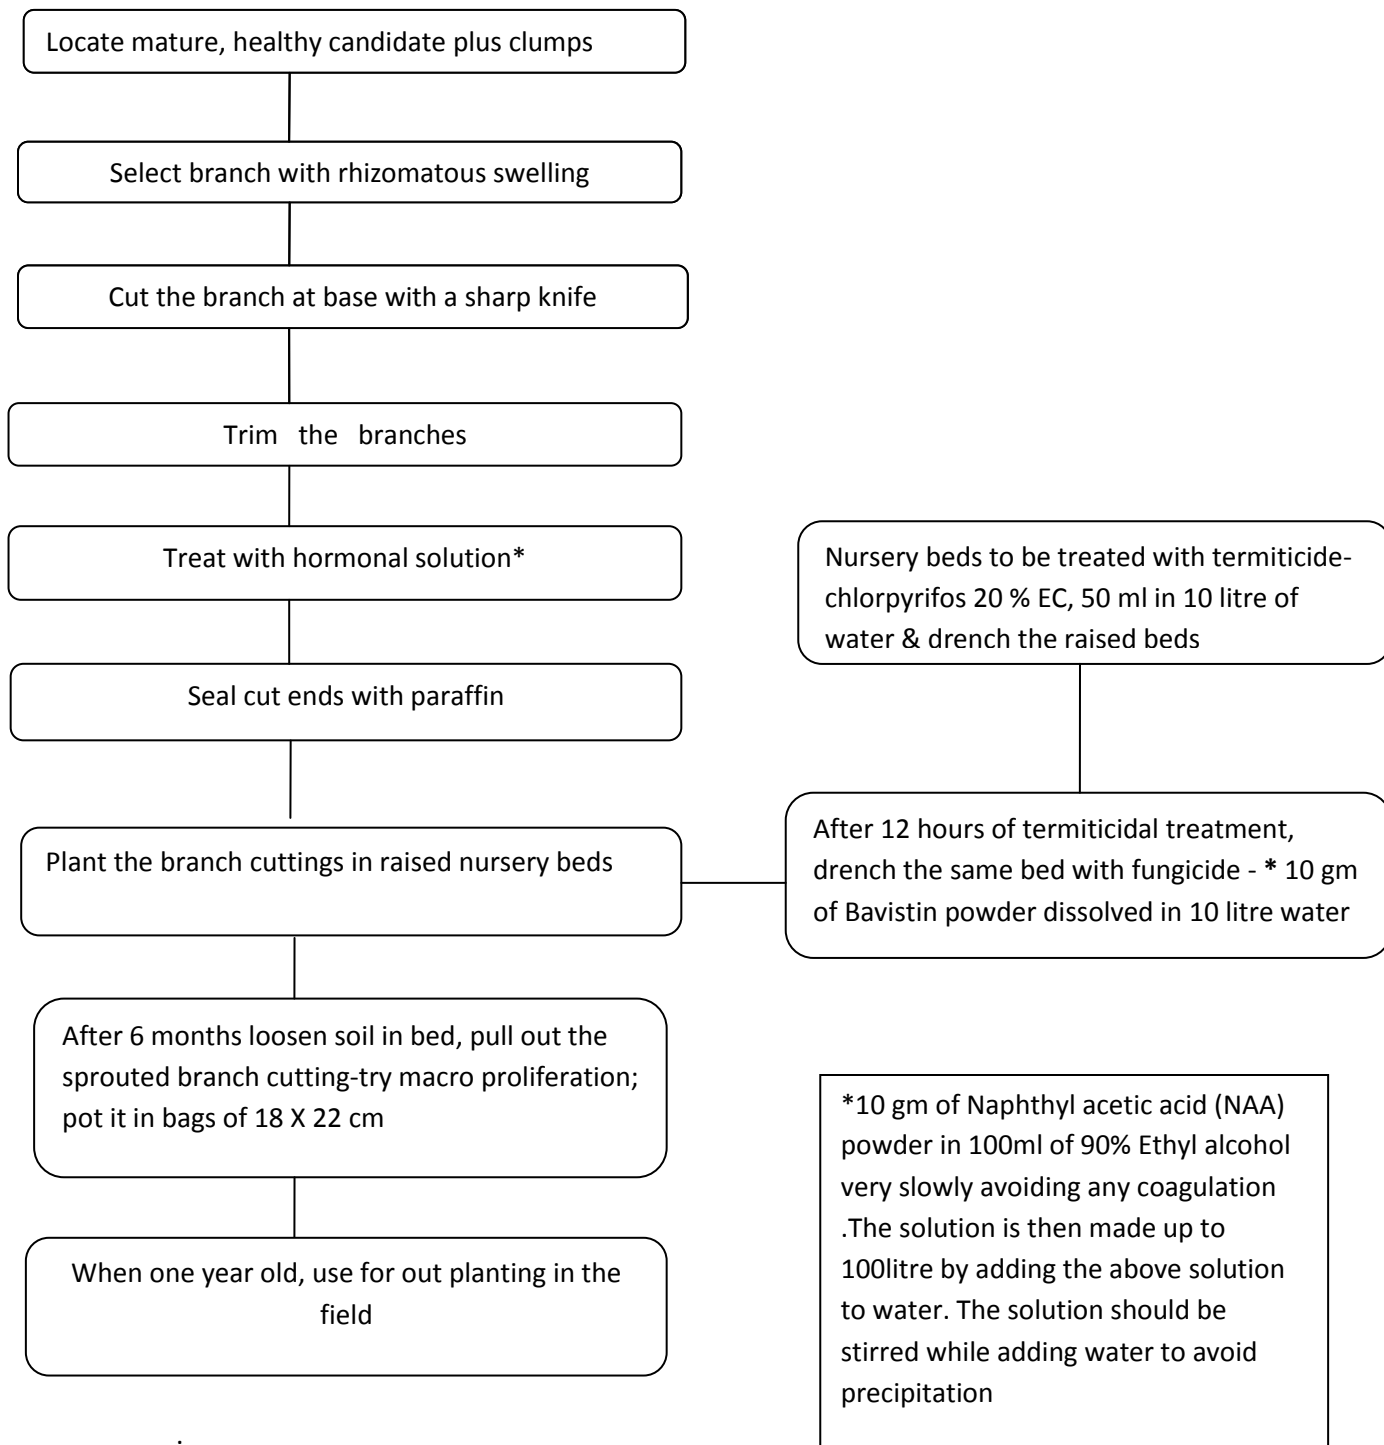 Locate mature, healthy candidate plus clumps
Select branch with rhizomatous swelling
Cut the branch at base with a sharp knife
Trim the branches
Treat with hormonal solution*
Seal cut ends with paraffin
Plant the branch cuttings in raised nursery beds
After 6 months loosen soil in bed, pull out the
sprouted branch cutting-try macro proliferation;
pot it in bags of 18 X 22 cm
When one year old, use for out planting in the
field
Nursery beds to be treated with termiticide-
chlorpyrifos 20 % EC, 50 ml in 10 litre of
water & drench the raised beds
After 12 hours of termiticidal treatment,
drench the same bed with fungicide - * 10 gm
of Bavistin powder dissolved in 10 litre water
*10 gm of Naphthyl acetic acid (NAA)
powder in 100ml of 90% Ethyl alcohol
very slowly avoiding any coagulation
.The solution is then made up to
100litre by adding the above solution
to water. The solution should be
stirred while adding water to avoid
precipitation
.